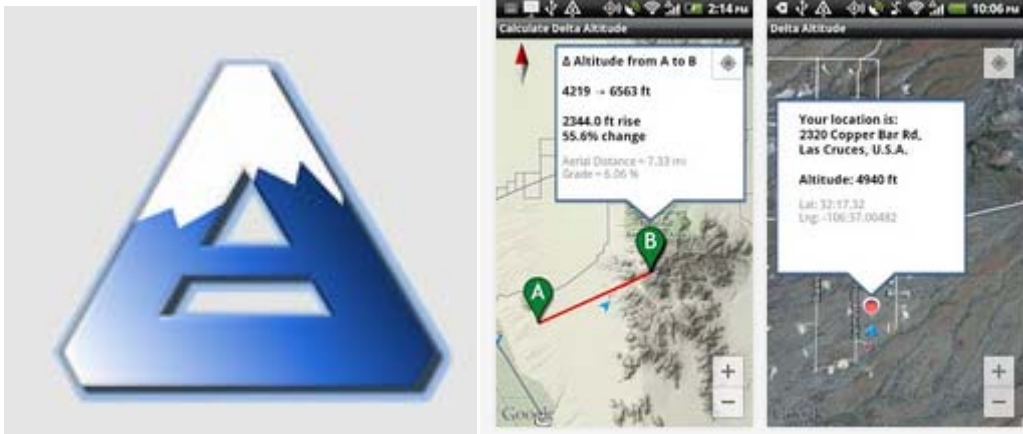 2:14 PM
Calculate Delta Altitude
Δ Altitude from A to B
4219 → 6563 ft
2344.0 ft rise
55.6% change
Aerial Distance = 7.33 mi
Grade = 6.06 %
B
A
+
−
Google
10:06 PM
Delta Altitude
Your location is:
2320 Copper Bar Rd,
Las Cruces, U.S.A.
Altitude: 4940 ft
Lat: 32:17.32
Lng: -106:37.00482
+
−
Google